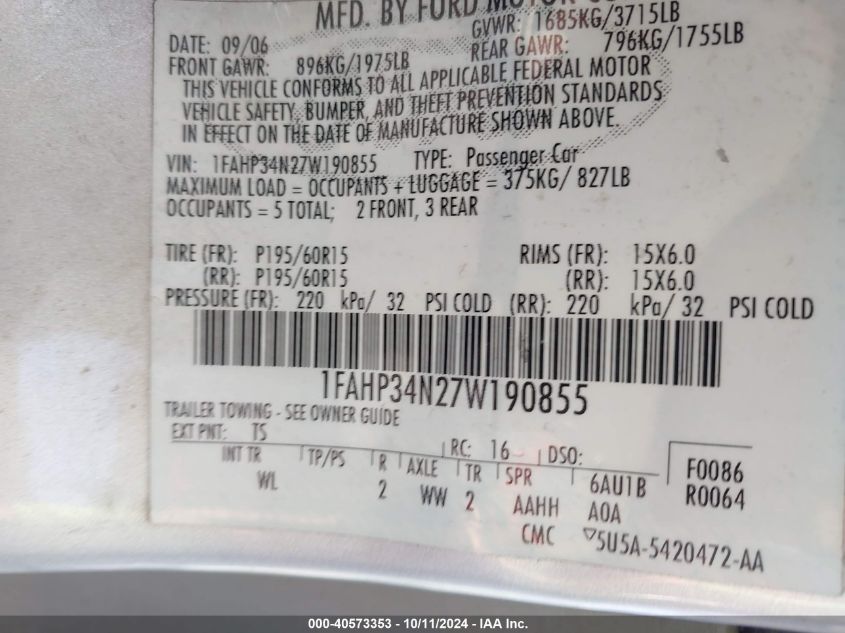 MFD. BY FORD MOTOR CO
DATE: 09/06 GVWR: 1685KG/3715LB
FRONT GAWR: 896KG/1975LB REAR GAWR: 796KG/1755LB
THIS VEHICLE CONFORMS TO ALL APPLICABLE FEDERAL MOTOR
VEHICLE SAFETY, BUMPER, AND THEFT PREVENTION STANDARDS
IN EFFECT ON THE DATE OF MANUFACTURE SHOWN ABOVE.
VIN: 1FAHP34N27W190855 TYPE: Passenger Car
MAXIMUM LOAD = OCCUPANTS + LUGGAGE = 375KG/ 827LB
OCCUPANTS = 5 TOTAL; 2 FRONT, 3 REAR
TIRE (FR): P195/60R15 RIMS (FR): 15X6.0
(RR): P195/60R15 (RR): 15X6.0
PRESSURE (FR): 220 kPa/ 32 PSI COLD (RR): 220 kPa/ 32 PSI COLD
1FAHP34N27W190855
TRAILER TOWING - SEE OWNER GUIDE
EXT PNT: TS RC: 16 DSO:
INT TR TP/PS R AXLE TR SPR 6AU1B F0086
WL 2 WW 2 AAHH A0A R0064
CMC ▽5U5A-5420472-AA
000-40573353 - 10/11/2024 - IAA Inc.